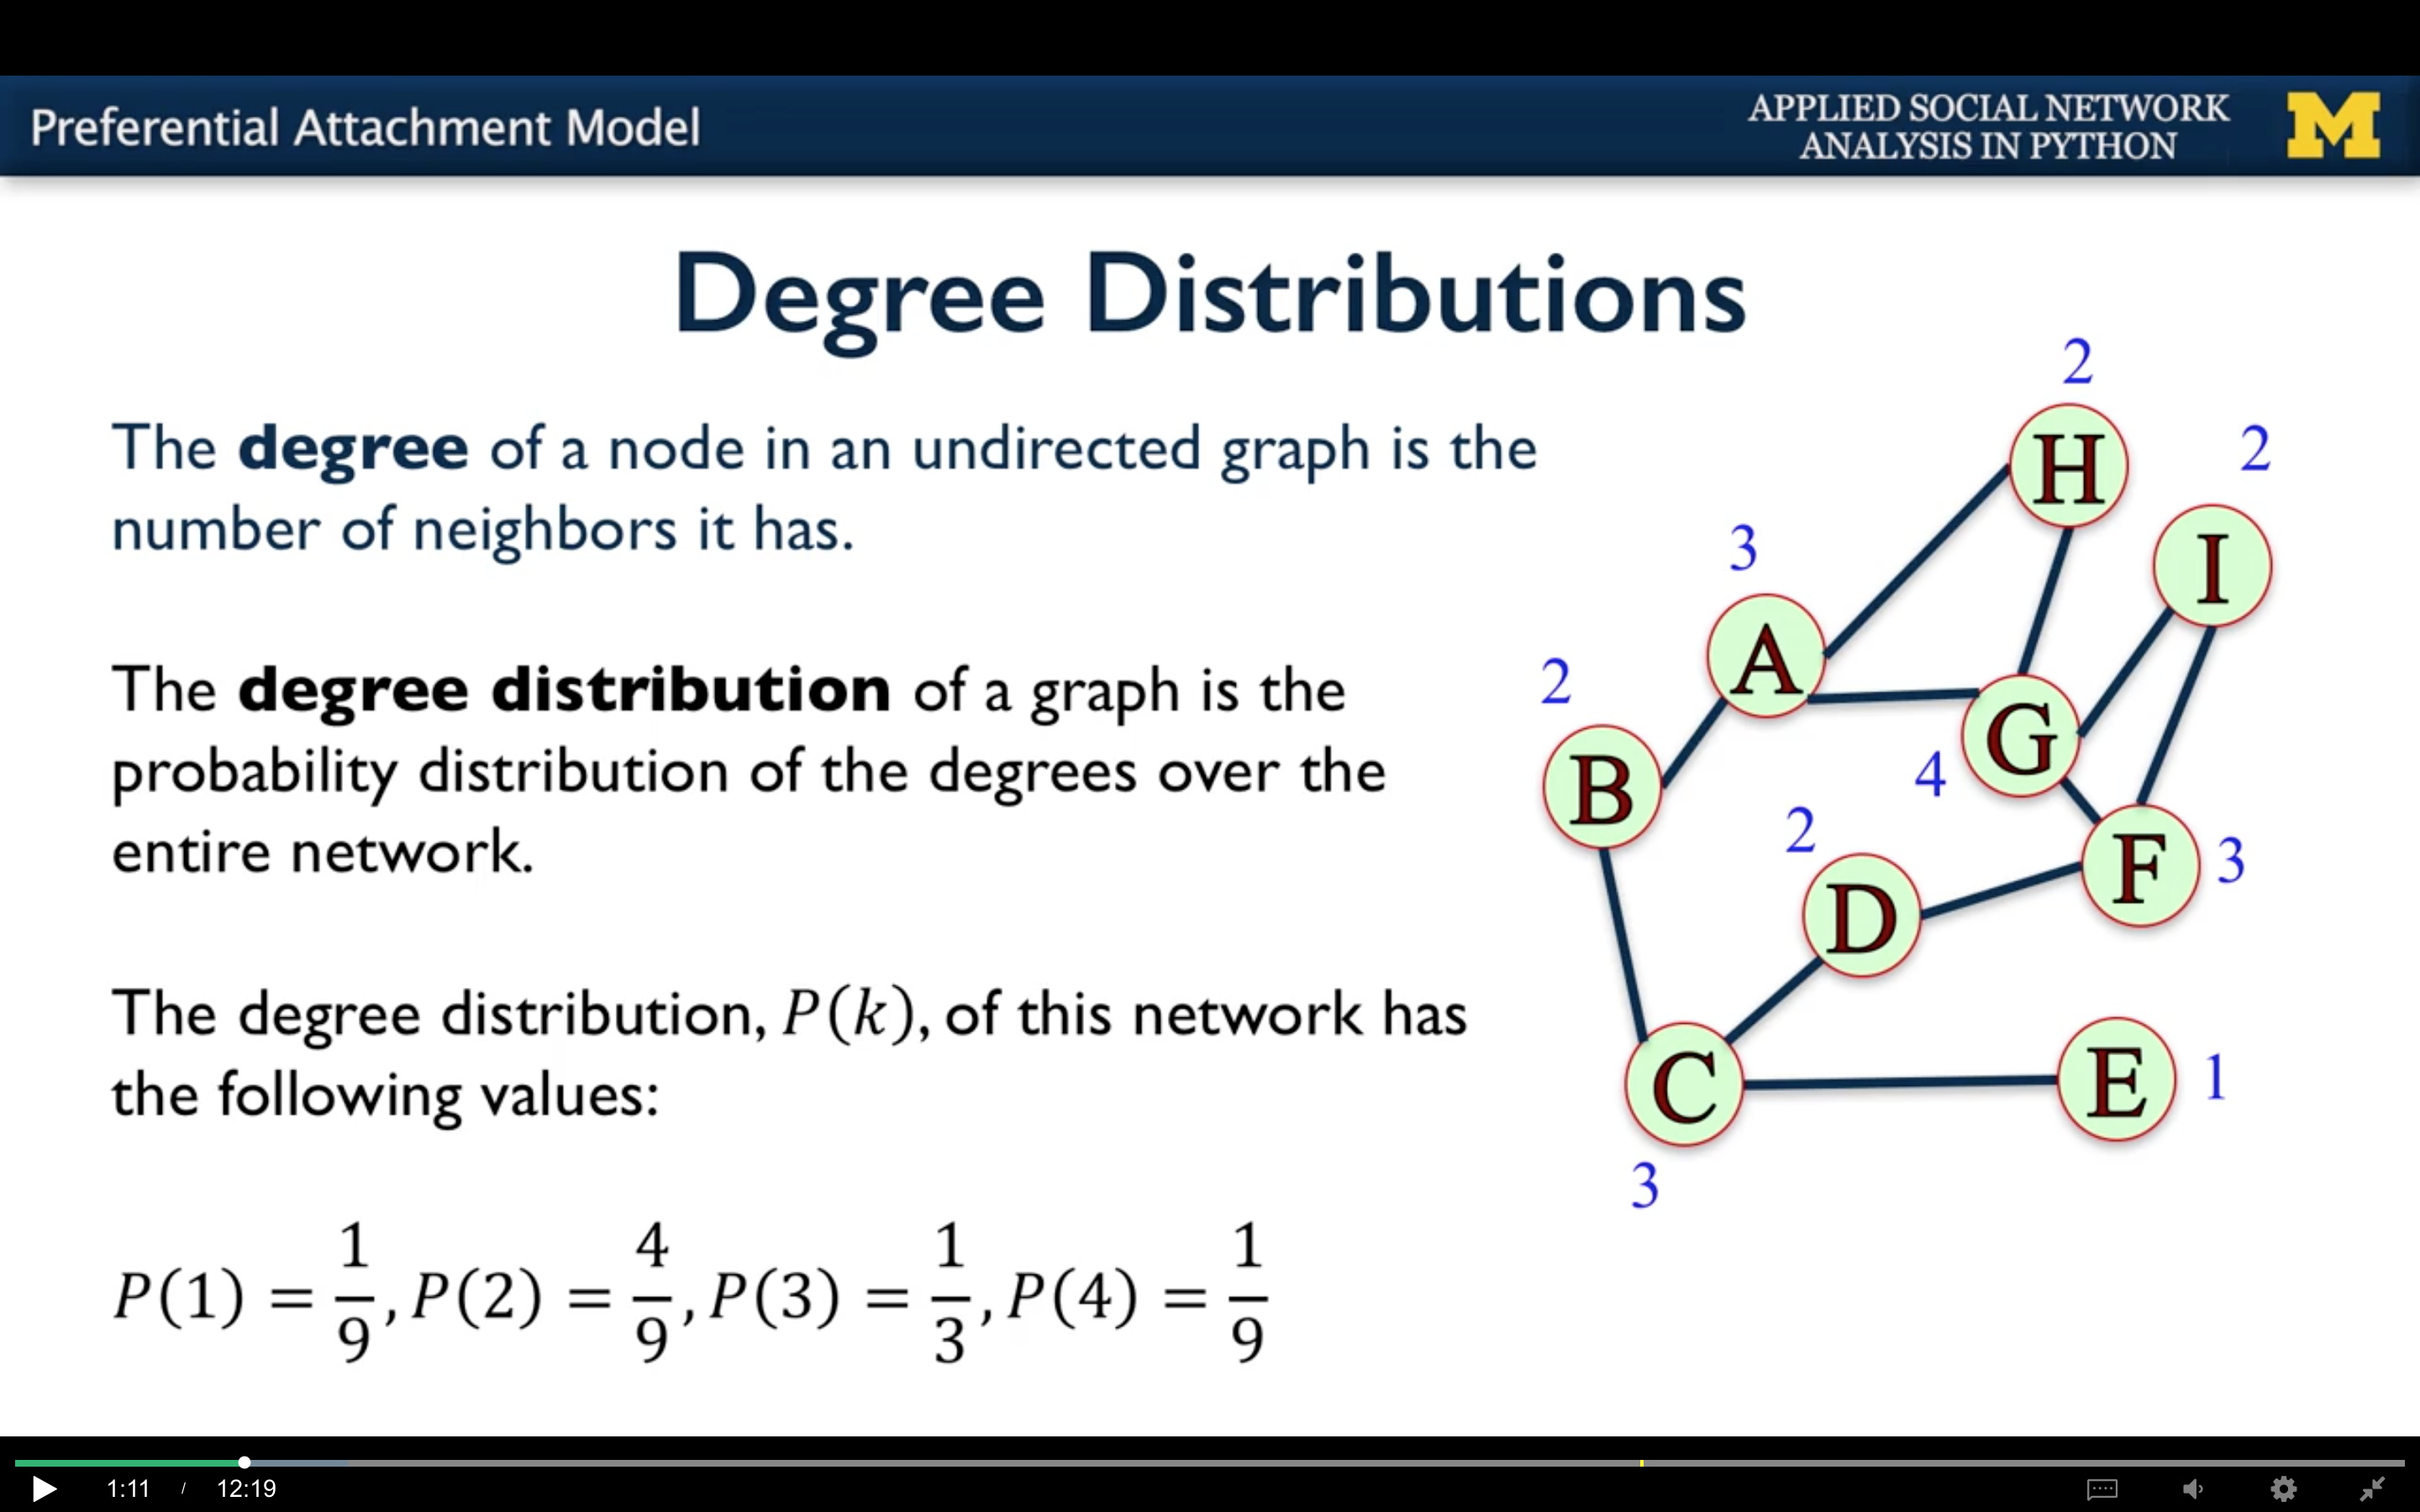 Preferential Attachment Model
APPLIED SOCIAL NETWORK
ANALYSIS IN PYTHON
M
Degree Distributions
The degree of a node in an undirected graph is the
number of neighbors it has.
The degree distribution of a graph is the
probability distribution of the degrees over the
entire network.
The degree distribution, P(k), of this network has
the following values:
P(1) = 1/9, P(2) = 4/9, P(3) = 1/3, P(4) = 1/9
2
H
2
I
3
A
2
B
G
4
2
D
F
3
C
3
E
1
1:11 / 12:19